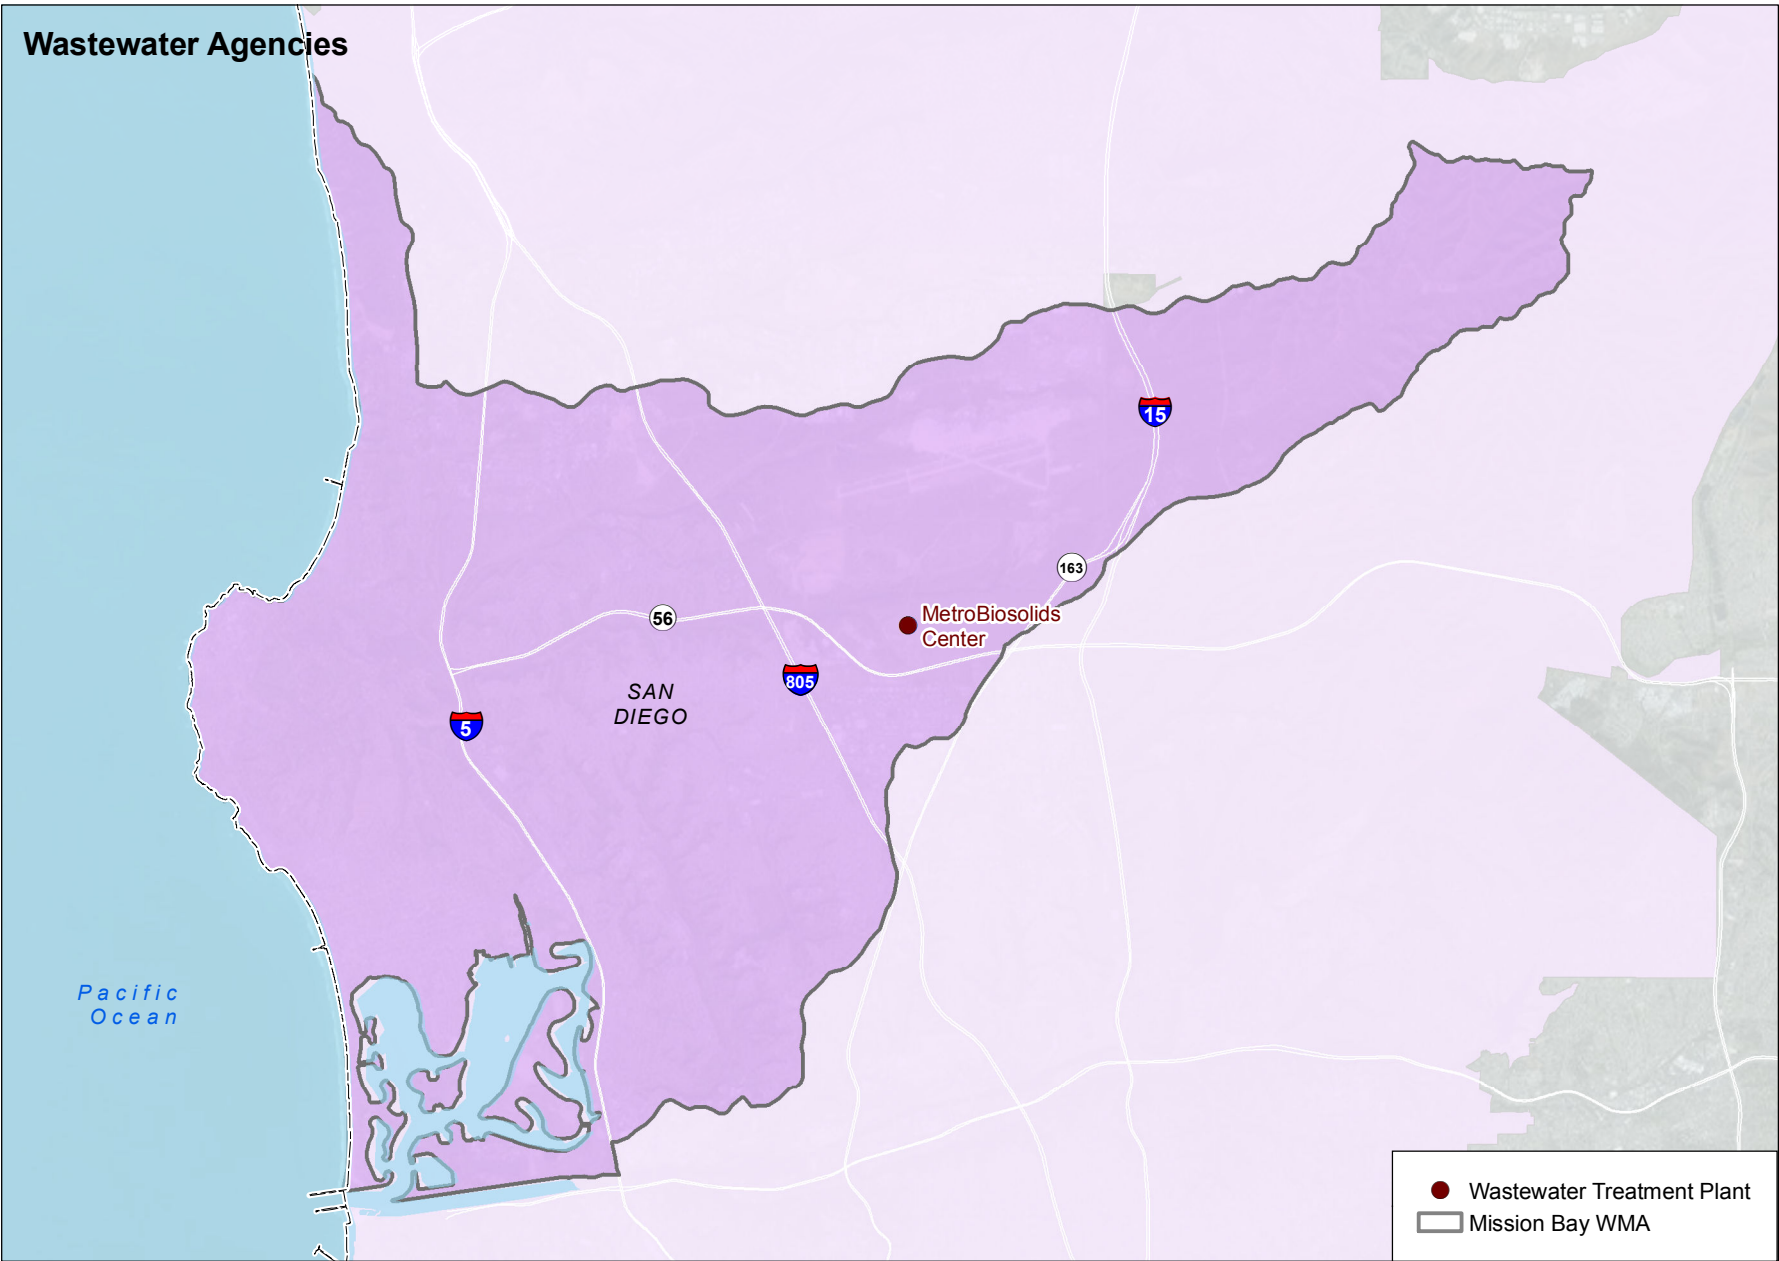 Wastewater Agencies
15
163
MetroBiosolids
Center
56
805
SAN
DIEGO
5
Pacific
Ocean
Wastewater Treatment Plant
Mission Bay WMA